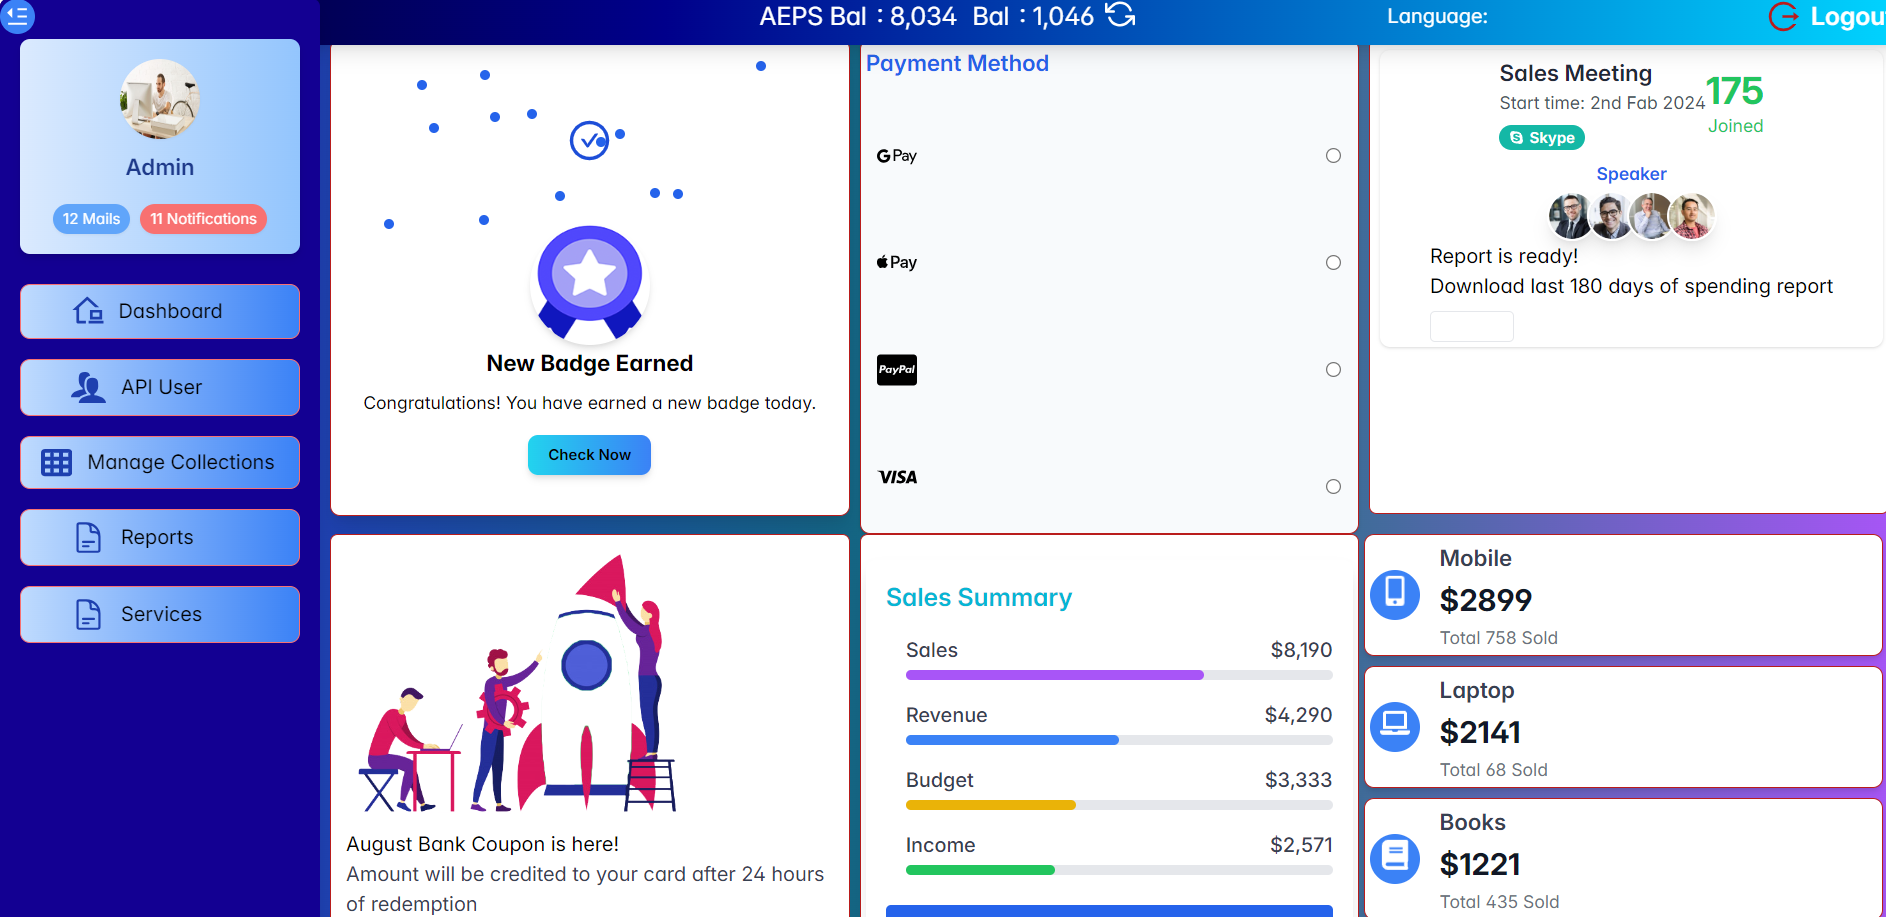 AEPS Bal : 8,034 Bal : 1,046
Language:
Logou
Admin
12 Mails
11 Notifications
Dashboard
API User
Manage Collections
Reports
Services
New Badge Earned
Congratulations! You have earned a new badge today.
Check Now
Payment Method
G Pay
Pay
PayPal
VISA
Sales Meeting
Start time: 2nd Fab 2024
175
Joined
Skype
Speaker
Report is ready!
Download last 180 days of spending report
August Bank Coupon is here!
Amount will be credited to your card after 24 hours
of redemption
Sales Summary
Sales $8,190
Revenue $4,290
Budget $3,333
Income $2,571
Mobile
$2899
Total 758 Sold
Laptop
$2141
Total 68 Sold
Books
$1221
Total 435 Sold